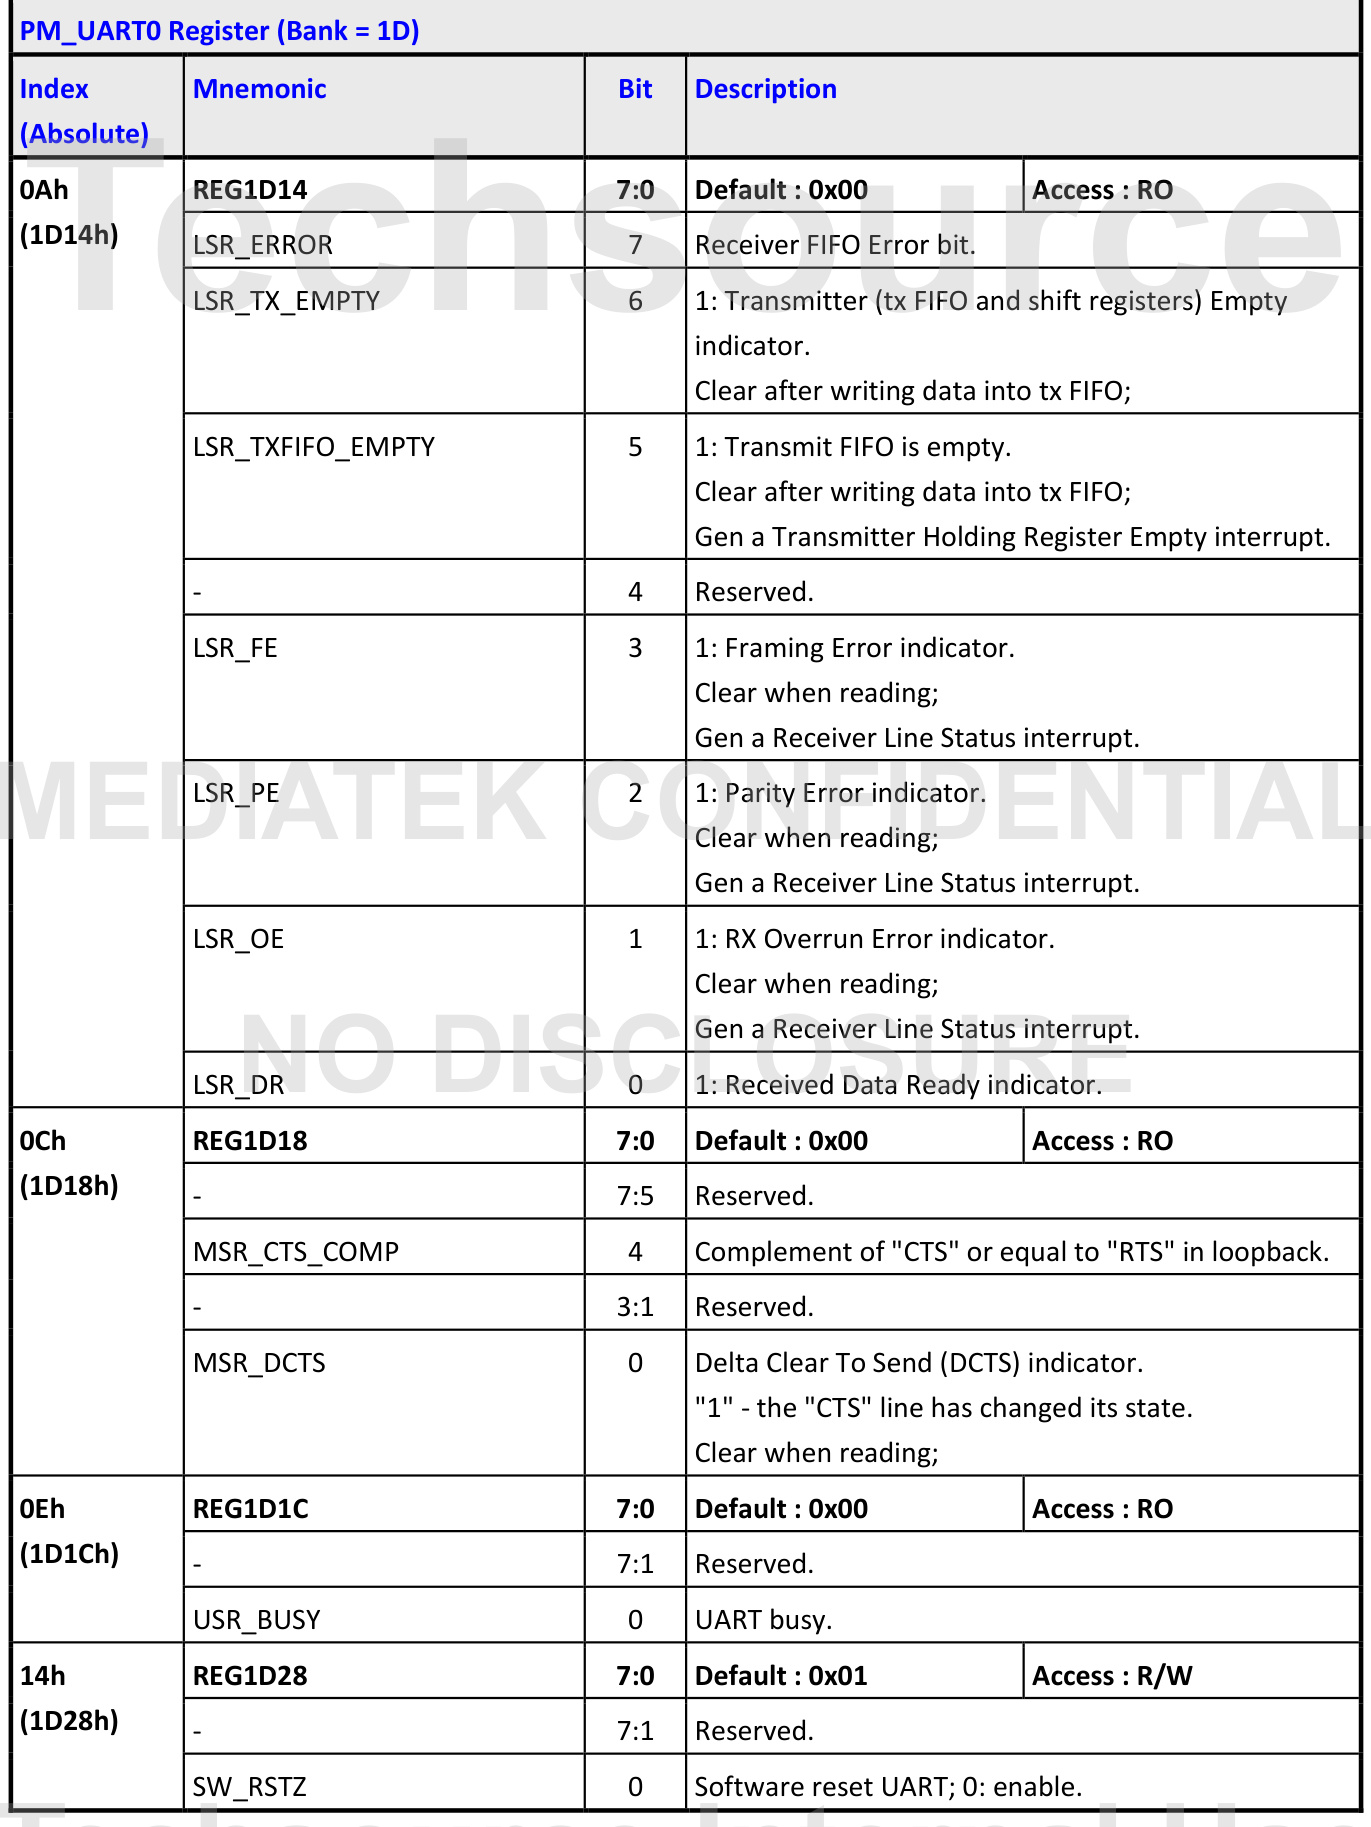 PM_UART0 Register (Bank = 1D)
Index (Absolute) Mnemonic Bit Description
0Ah (1D14h) REG1D14 7:0 Default : 0x00 Access : RO
LSR_ERROR 7 Receiver FIFO Error bit.
LSR_TX_EMPTY 6 1: Transmitter (tx FIFO and shift registers) Empty
indicator.
Clear after writing data into tx FIFO;
LSR_TXFIFO_EMPTY 5 1: Transmit FIFO is empty.
Clear after writing data into tx FIFO;
Gen a Transmitter Holding Register Empty interrupt.
- 4 Reserved.
LSR_FE 3 1: Framing Error indicator.
Clear when reading;
Gen a Receiver Line Status interrupt.
LSR_PE 2 1: Parity Error indicator.
Clear when reading;
Gen a Receiver Line Status interrupt.
LSR_OE 1 1: RX Overrun Error indicator.
Clear when reading;
Gen a Receiver Line Status interrupt.
LSR_DR 0 1: Received Data Ready indicator.
0Ch (1D18h) REG1D18 7:0 Default : 0x00 Access : RO
- 7:5 Reserved.
MSR_CTS_COMP 4 Complement of "CTS" or equal to "RTS" in loopback.
- 3:1 Reserved.
MSR_DCTS 0 Delta Clear To Send (DCTS) indicator.
"1" - the "CTS" line has changed its state.
Clear when reading;
0Eh (1D1Ch) REG1D1C 7:0 Default : 0x00 Access : RO
- 7:1 Reserved.
USR_BUSY 0 UART busy.
14h (1D28h) REG1D28 7:0 Default : 0x01 Access : R/W
- 7:1 Reserved.
SW_RSTZ 0 Software reset UART; 0: enable.
Techsource
MEDIATEK CONFIDENTIAL
NO DISCLOSURE